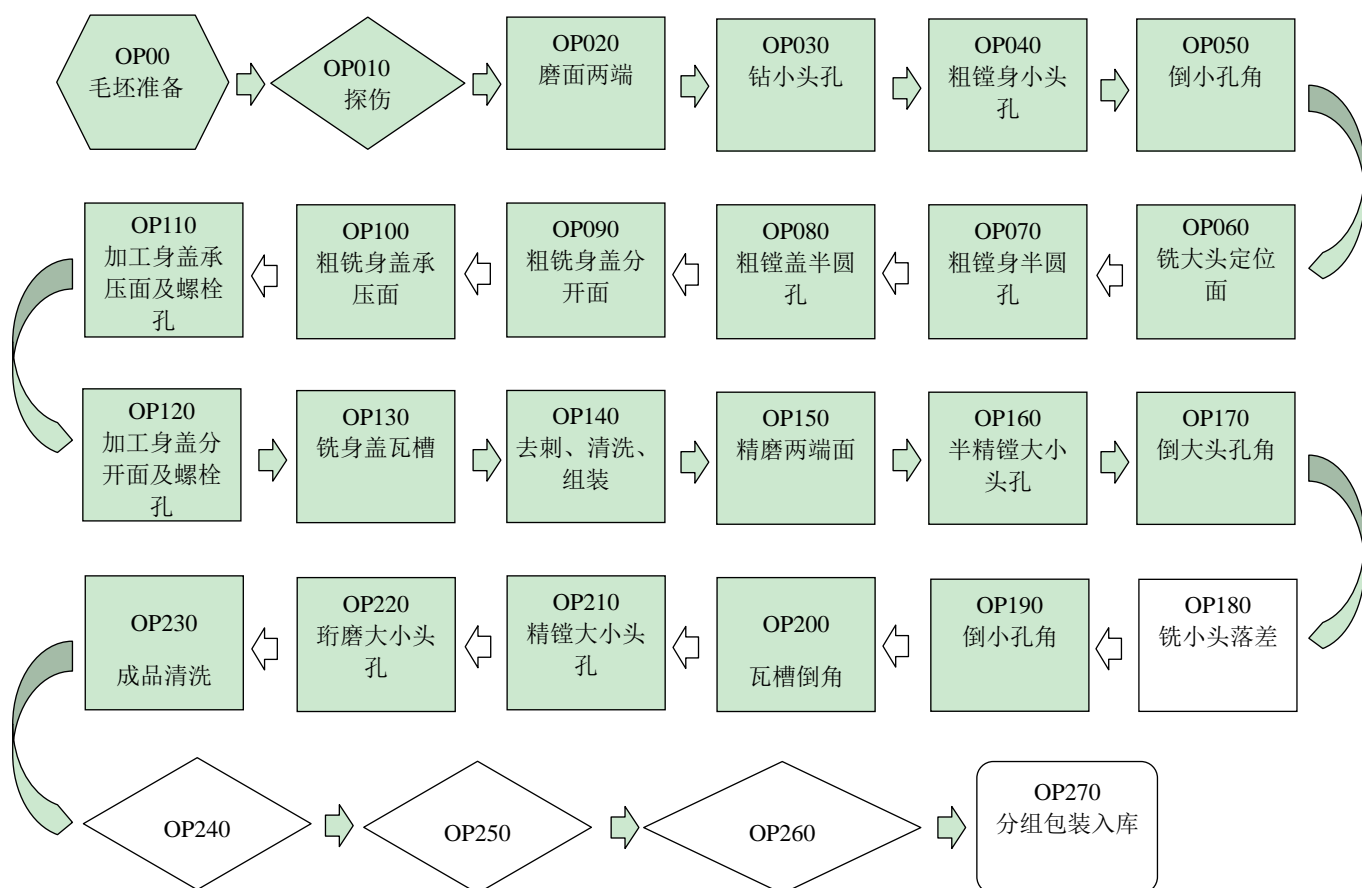 OP00
毛坯准备
OP010
探伤
OP020
磨面两端
OP030
钻小头孔
OP040
粗镗身小头
孔
OP050
倒小孔角
OP060
铣大头定位
面
OP070
粗镗身半圆
孔
OP080
粗镗盖半圆
孔
OP090
粗铣身盖分
开面
OP100
粗铣身盖承
压面
OP110
加工身盖承
压面及螺栓
孔
OP120
加工身盖分
开面及螺栓
孔
OP130
铣身盖瓦槽
OP140
去刺、清洗、
组装
OP150
精磨两端面
OP160
半精镗大小
头孔
OP170
倒大头孔角
OP180
铣小头落差
OP190
倒小孔角
OP200
瓦槽倒角
OP210
精镗大小头
孔
OP220
珩磨大小头
孔
OP230
成品清洗
OP240
OP250
OP260
OP270
分组包装入库